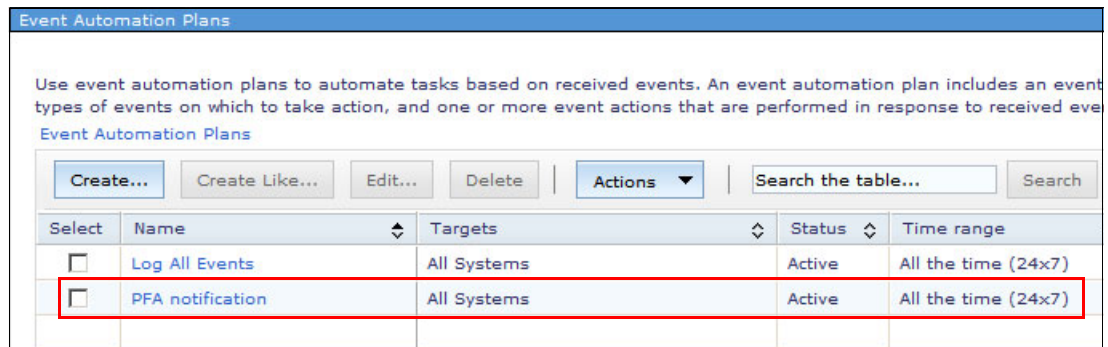 Event Automation Plans
Use event automation plans to automate tasks based on received events. An event automation plan includes an event
types of events on which to take action, and one or more event actions that are performed in response to received eve
Event Automation Plans
Create... Create Like... Edit... Delete Actions Search the table... Search
Select Name Targets Status Time range
Log All Events All Systems Active All the time (24x7)
PFA notification All Systems Active All the time (24x7)